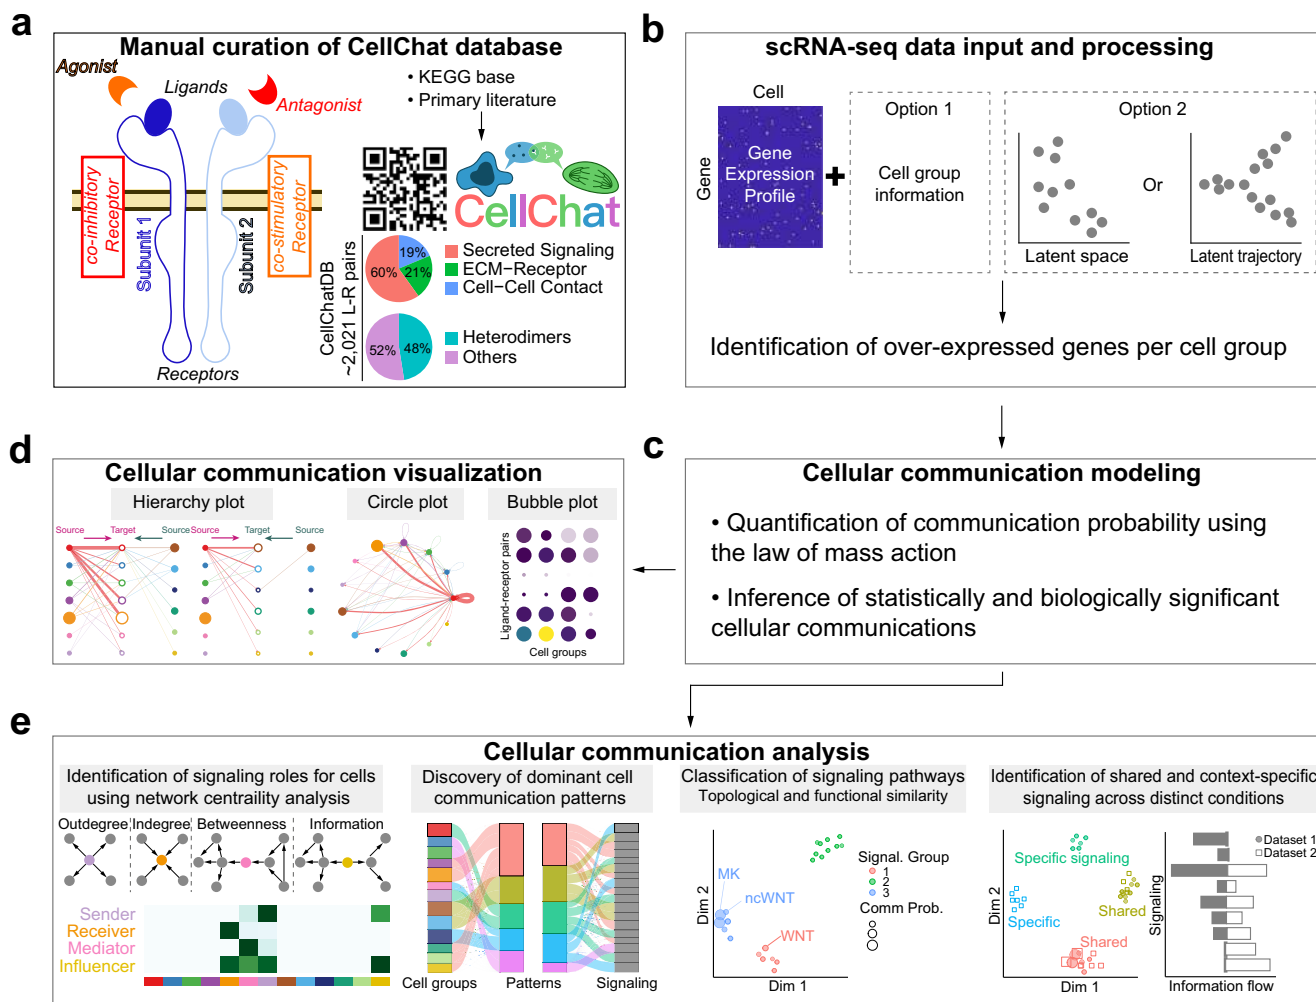 a
Manual curation of CellChat database
Agonist
Ligands
Antagonist
• KEGG base
• Primary literature
co-inhibitory
Receptor
Subunit 1
Subunit 2
co-stimulatory
Receptor
Receptors
CellChat
CellChatDB
~2,021 L-R pairs
19%
60%
21%
Secreted Signaling
ECM−Receptor
Cell−Cell Contact
52%
48%
Heterodimers
Others
b
scRNA-seq data input and processing
Cell
Gene
Gene
Expression
Profile
Option 1
Cell group
information
Option 2
Or
Latent space
Latent trajectory
Identification of over-expressed genes per cell group
c
Cellular communication modeling
• Quantification of communication probability using
the law of mass action
• Inference of statistically and biologically significant
cellular communications
d
Cellular communication visualization
Hierarchy plot
Circle plot
Bubble plot
Source
Target
Source
Source
Target
Source
Ligand-receptor pairs
Cell groups
e
Cellular communication analysis
Identification of signaling roles for cells
using network centraility analysis
Outdegree
Indegree
Betweenness
Information
Sender
Receiver
Mediator
Influencer
Discovery of dominant cell
communication patterns
Cell groups
Patterns
Signaling
Classification of signaling pathways
Topological and functional similarity
Dim 2
MK
ncWNT
WNT
Dim 1
Signal. Group
1
2
3
Comm Prob.
Identification of shared and context-specific
signaling across distinct conditions
Dim 2
Specific signaling
Specific
Shared
Shared
Dim 1
Signaling
Dataset 1
Dataset 2
Information flow